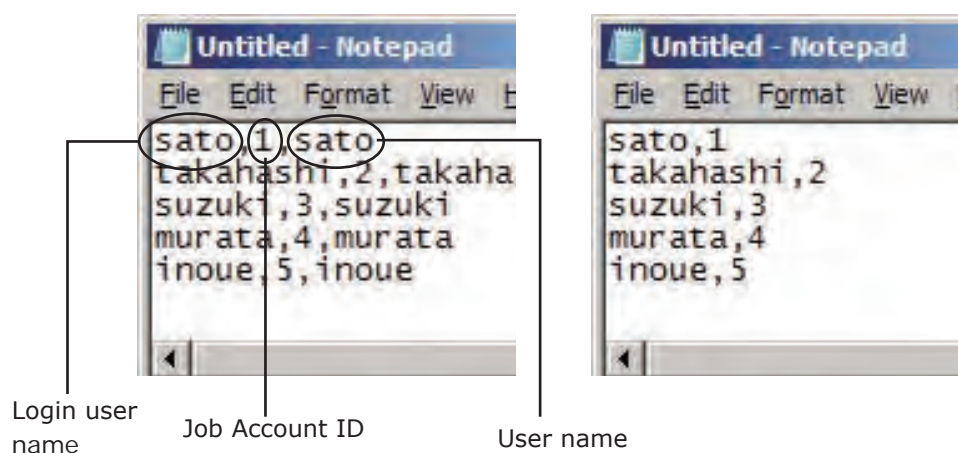 Untitled - Notepad
File Edit Format View
sato,1,sato
takahashi,2,takaha
suzuki,3,suzuki
murata,4,murata
inoue,5,inoue
Login user
name
Job Account ID
User name
Untitled - Notepad
File Edit Format View
sato,1
takahashi,2
suzuki,3
murata,4
inoue,5